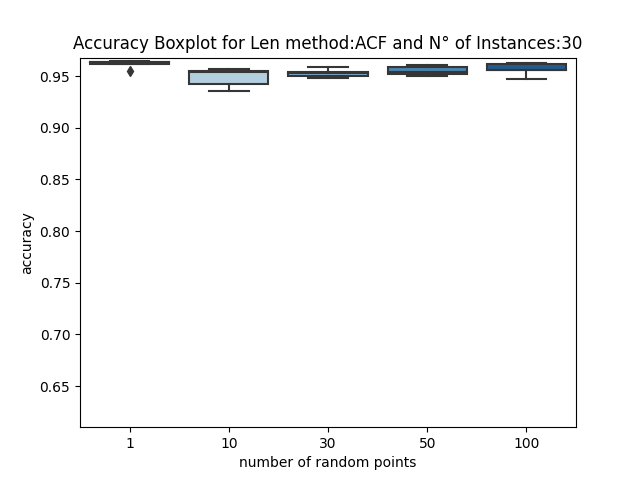 Accuracy Boxplot for Len method:ACF and N° of Instances:30
0.95
0.90
0.85
0.80
0.75
0.70
0.65
accuracy
1 10 30 50 100
number of random points